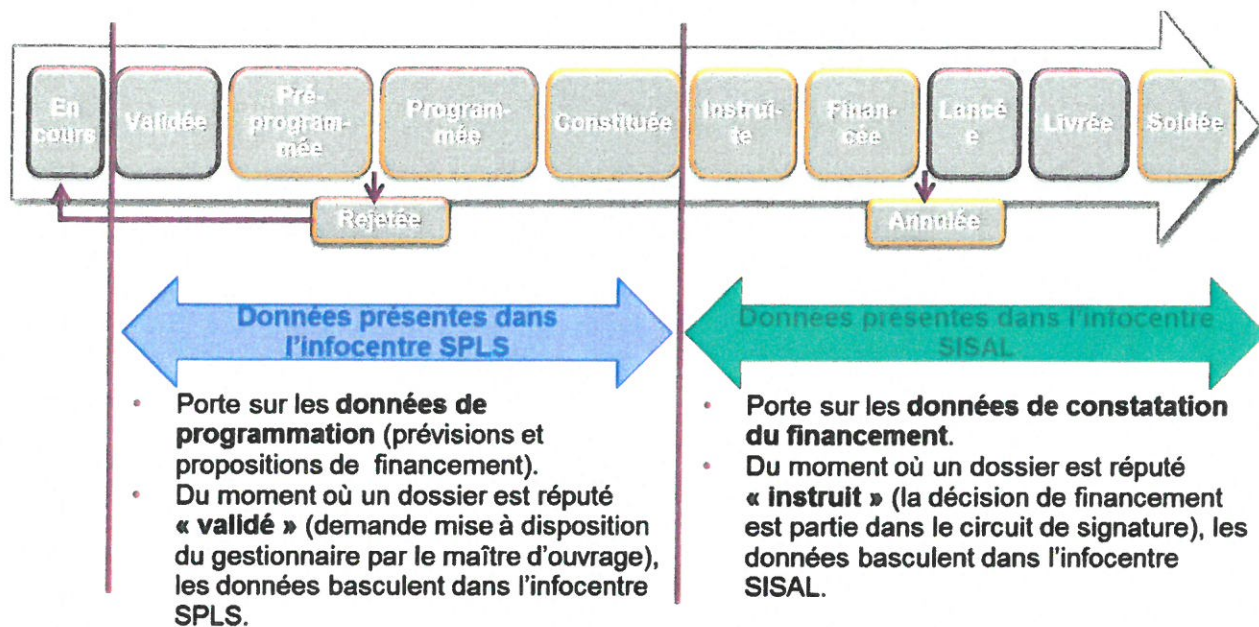 En
cours
Validée
Pré-
program-
mée
Programm-
mée
Constituée
Instrui-
te
Finan-
cée
Lancé
e
Livrée
Soldée
Rejetée
Annulée
Données présentes dans
l'infocentre SPLS
Données présentes dans l'infocentre
SISAL
• Porte sur les données de
programmation (prévisions et
propositions de financement).
• Du moment où un dossier est réputé
« validé » (demande mise à disposition
du gestionnaire par le maître d'ouvrage),
les données basculent dans l'infocentre
SPLS.
• Porte sur les données de constatation
du financement.
• Du moment où un dossier est réputé
« instruit » (la décision de financement
est partie dans le circuit de signature), les
données basculent dans l'infocentre
SISAL.